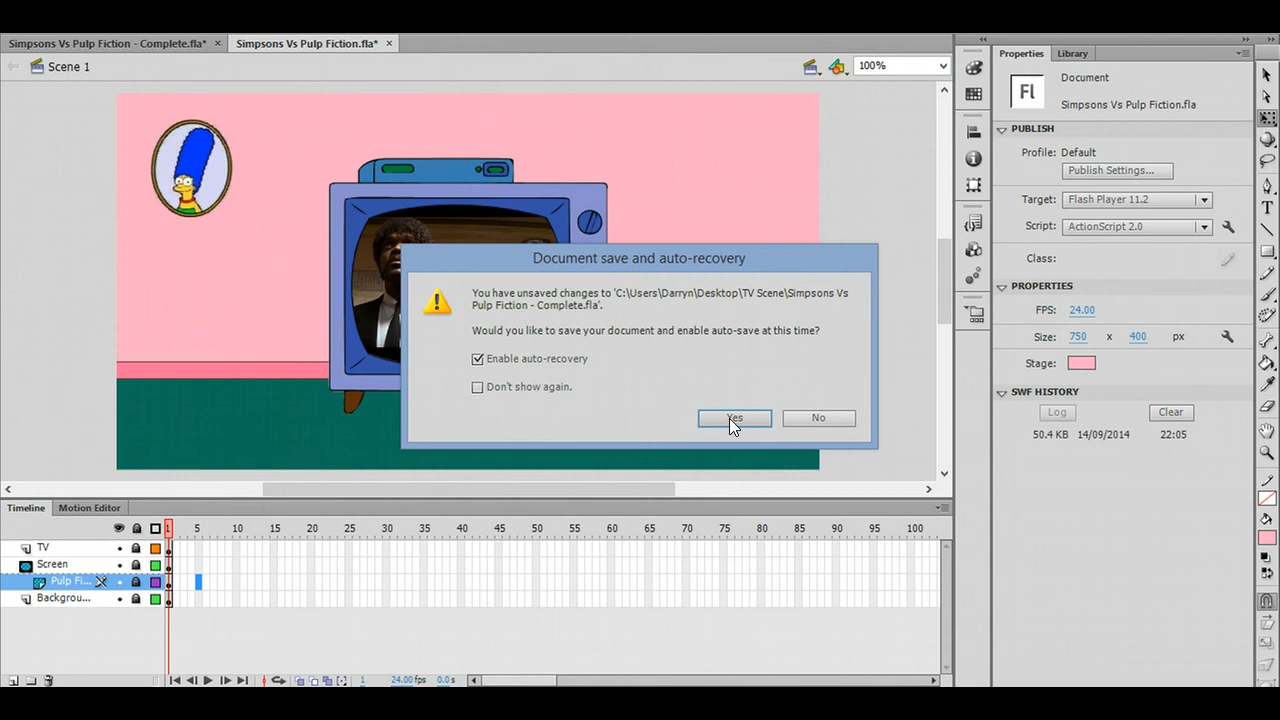 Simpsons Vs Pulp Fiction - Complete.fla* ×
Simpsons Vs Pulp Fiction.fla* ×
Scene 1
100%
Document save and auto-recovery
You have unsaved changes to 'C:\Users\Darryn\Desktop\TV Scene\Simpsons Vs
Pulp Fiction - Complete.fla'.
Would you like to save your document and enable auto-save at this time?
Enable auto-recovery
Don't show again.
Yes No
Properties Library
Fl
Document
Simpsons Vs Pulp Fiction.fla
PUBLISH
Profile: Default
Publish Settings...
Target: Flash Player 11.2
Script: ActionScript 2.0
Class:
PROPERTIES
FPS: 24.00
Size: 750 x 400 px
Stage:
SWF HISTORY
Log Clear
50.4 KB 14/09/2014 22:05
Timeline Motion Editor
1 5 10 15 20 25 30 35 40 45 50 55 60 65 70 75 80 85 90 95 100
TV
Screen
Pulp Fi...
Backgrou...
1 24.00 fps 0.0 s